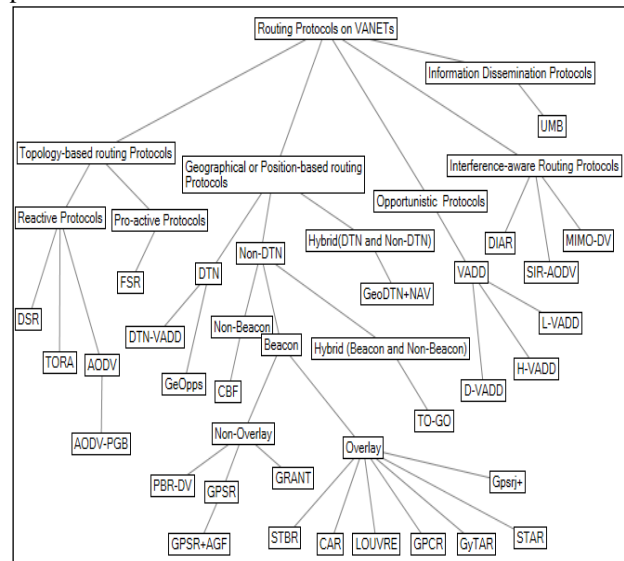 Routing Protocols on VANETs
Information Dissemination Protocols
UMB
Topology-based routing Protocols
Geographical or Position-based routing
Protocols
Interference-aware Routing Protocols
Opportunistic Protocols
Reactive Protocols
Pro-active Protocols
Hybrid(DTN and Non-DTN)
DIAR
MIMO-DV
Non-DTN
DTN
VADD
SIR-AODV
FSR
GeoDTN+NAV
DSR
DTN-VADD
Non-Beacon
Beacon
L-VADD
Hybrid (Beacon and Non-Beacon)
TORA
AODV
GeOpps
CBF
H-VADD
D-VADD
TO-GO
AODV-PGB
Non-Overlay
Overlay
PBR-DV
GPSR
GRANT
Gpsrj+
GPSR+AGF
STBR
CAR
LOUVRE
GPCR
GyTAR
STAR